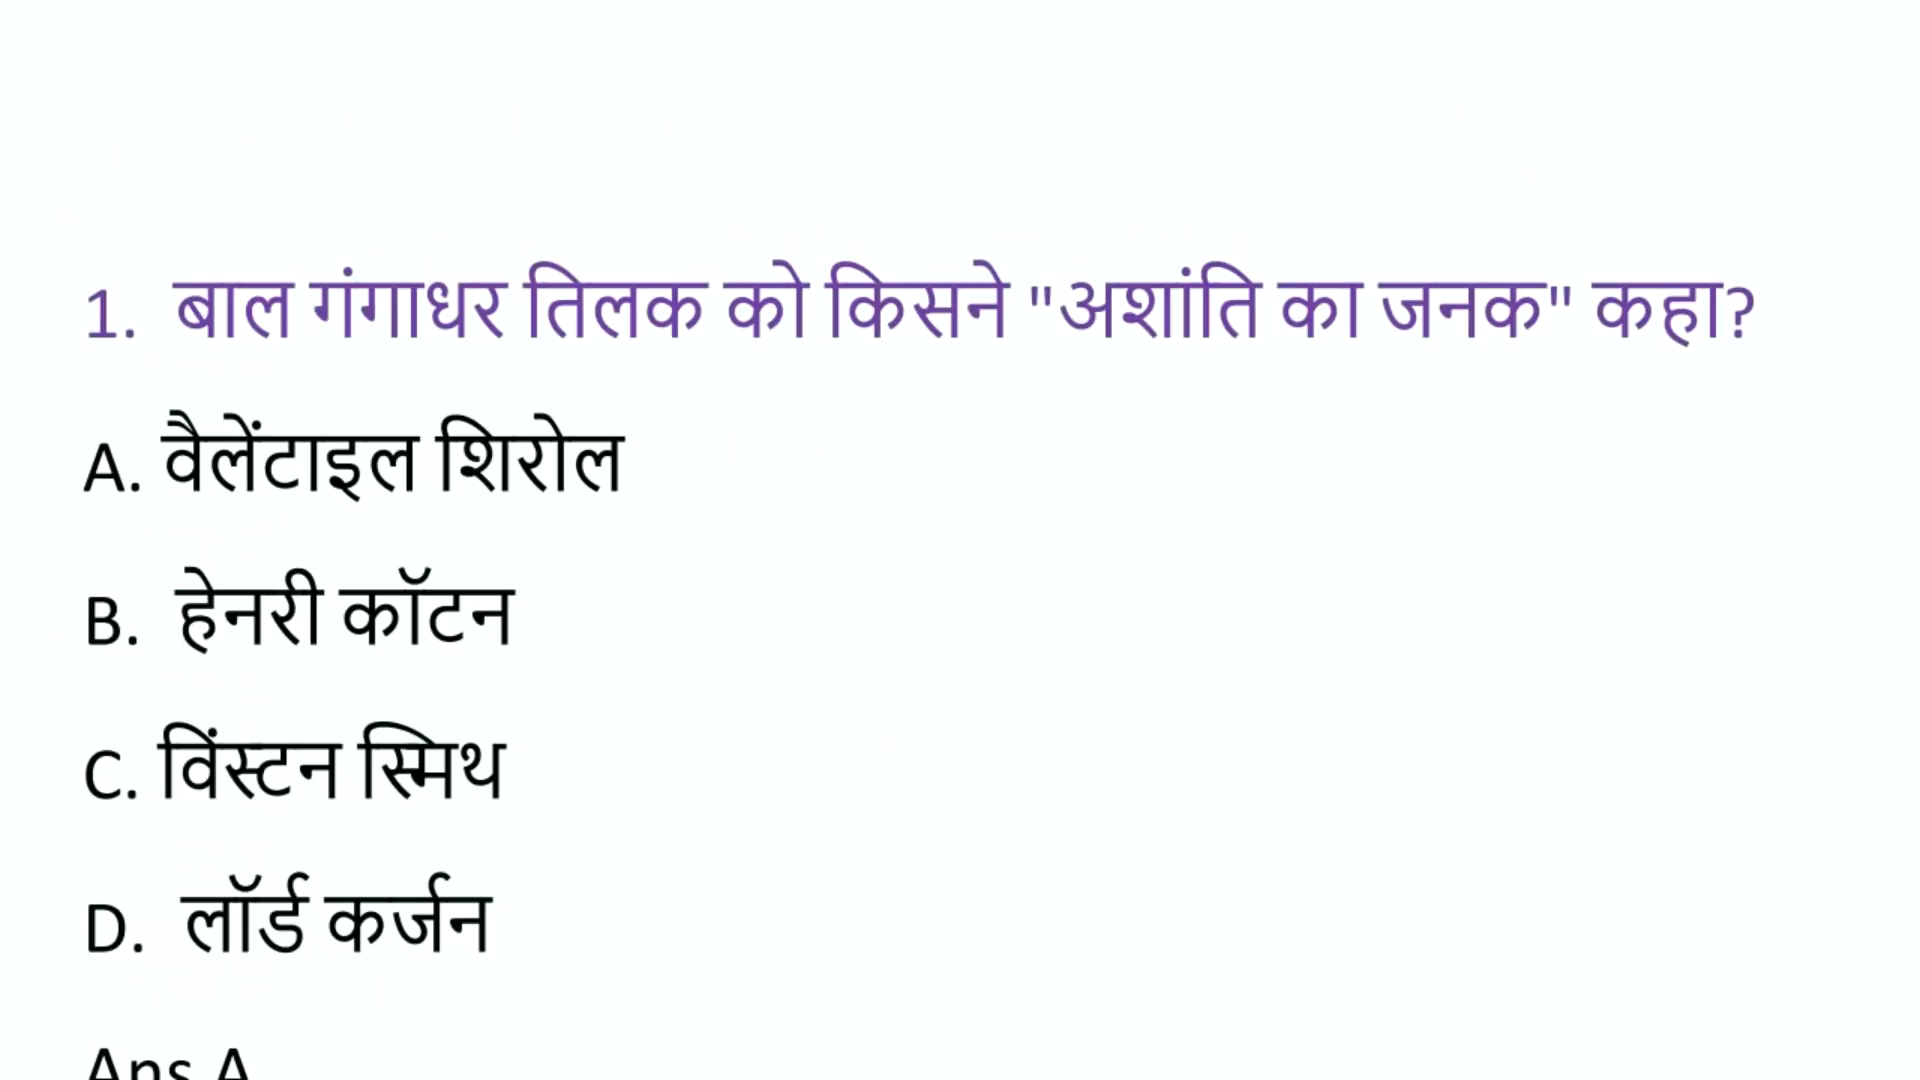 1. बाल गंगाधर तिलक को किसने "अशांति का जनक" कहा?
A. वैलेंटाइल शिरोल
B. हेनरी कॉटन
C. विंस्टन स्मिथ
D. लॉर्ड कर्जन
Ans A